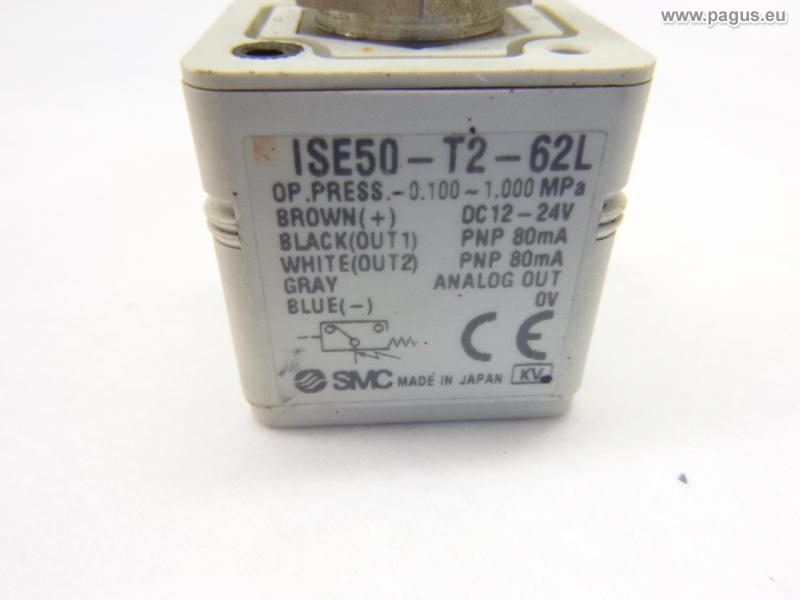 www.pagus.eu
ISE50-T2-62L
OP.PRESS.-0.100~1.000 MPa
BROWN(+) DC12-24V
BLACK(OUT1) PNP 80mA
WHITE(OUT2) PNP 80mA
GRAY ANALOG OUT
BLUE(-) 0V
CE
SMC MADE IN JAPAN KV